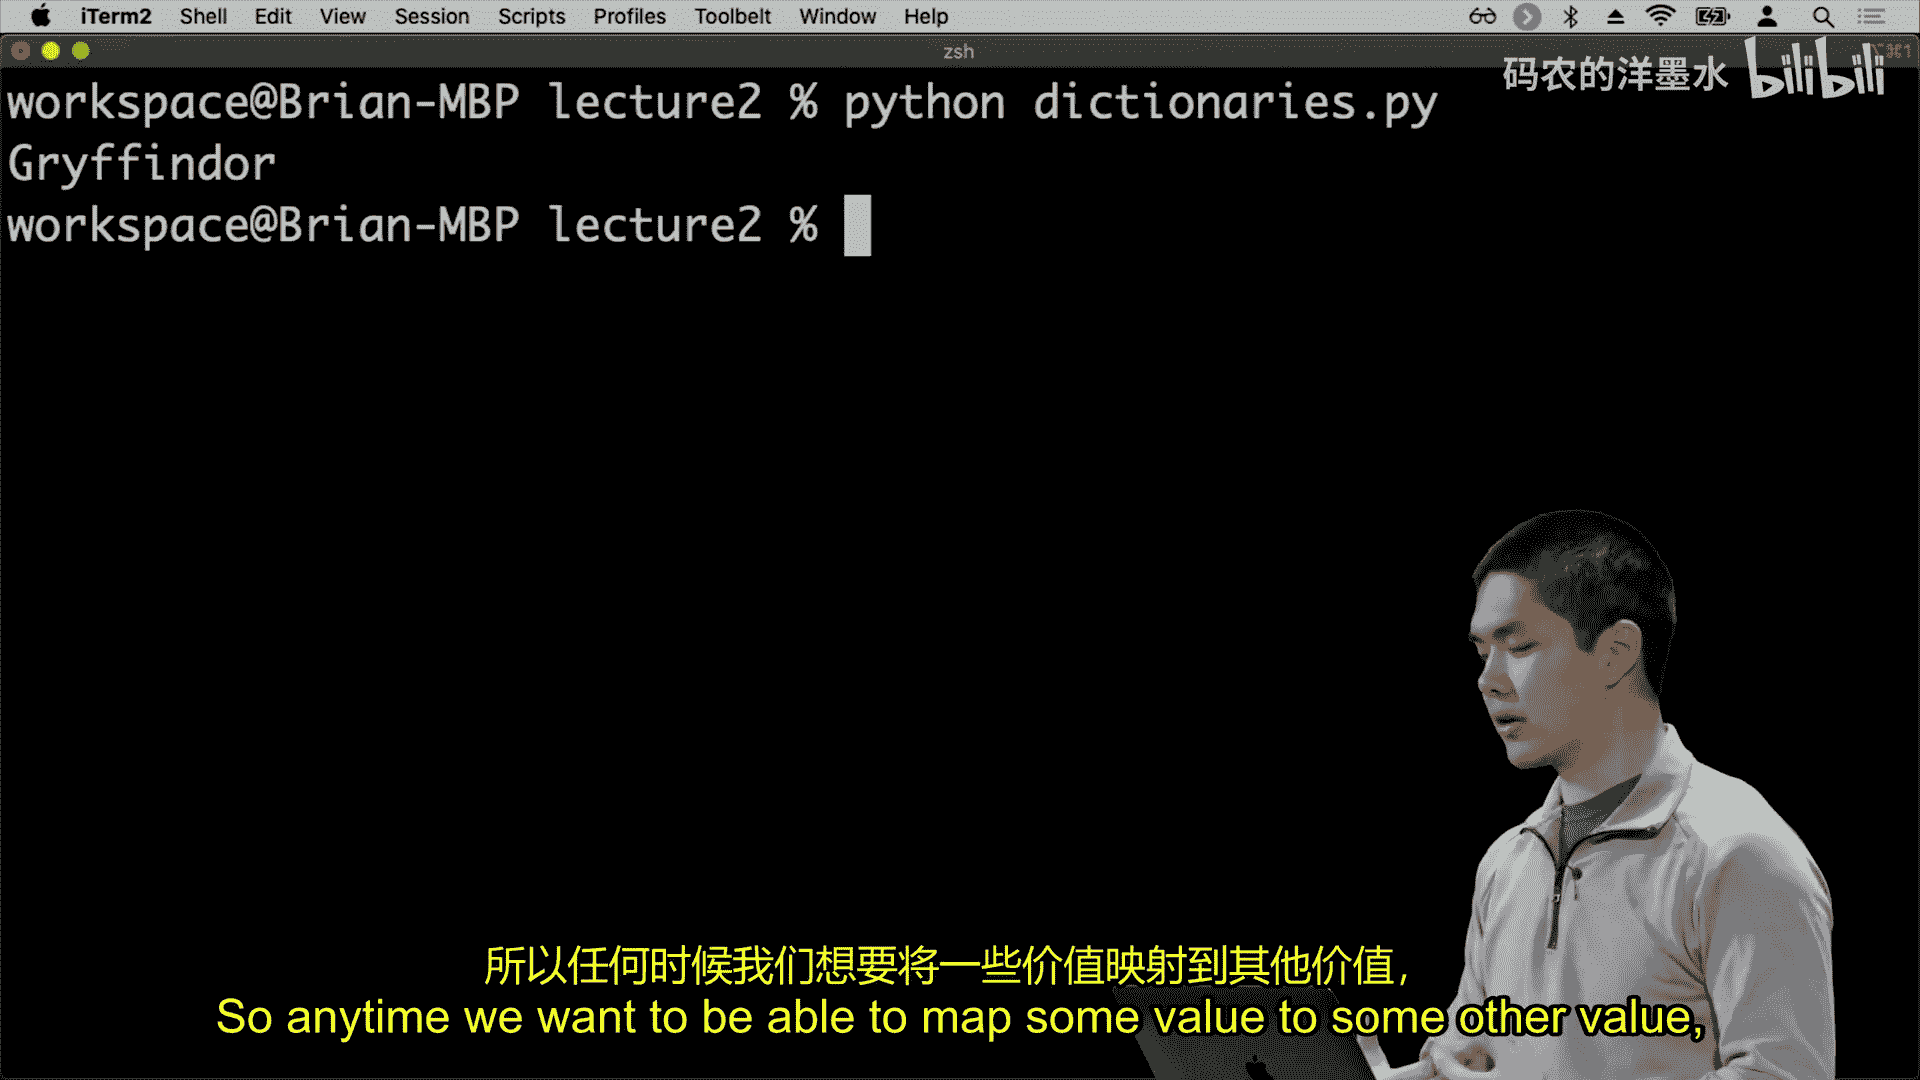 iTerm2 Shell Edit View Session Scripts Profiles Toolbelt Window Help
zsh
⌘1
码农的洋墨水 bilibili
workspace@Brian-MBP lecture2 % python dictionaries.py
Gryffindor
workspace@Brian-MBP lecture2 %
所以任何时候我们想要将一些价值映射到其他价值，
So anytime we want to be able to map some value to some other value,